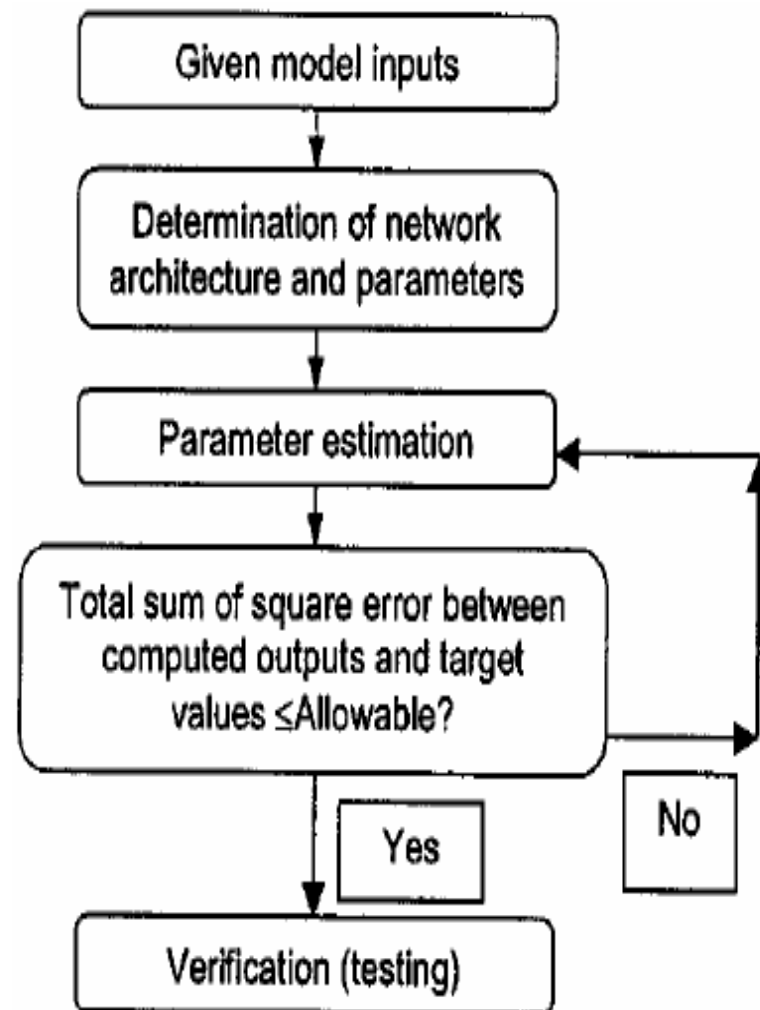 Given model inputs
Determination of network
architecture and parameters
Parameter estimation
Total sum of square error between
computed outputs and target
values ≤Allowable?
Yes
No
Verification (testing)